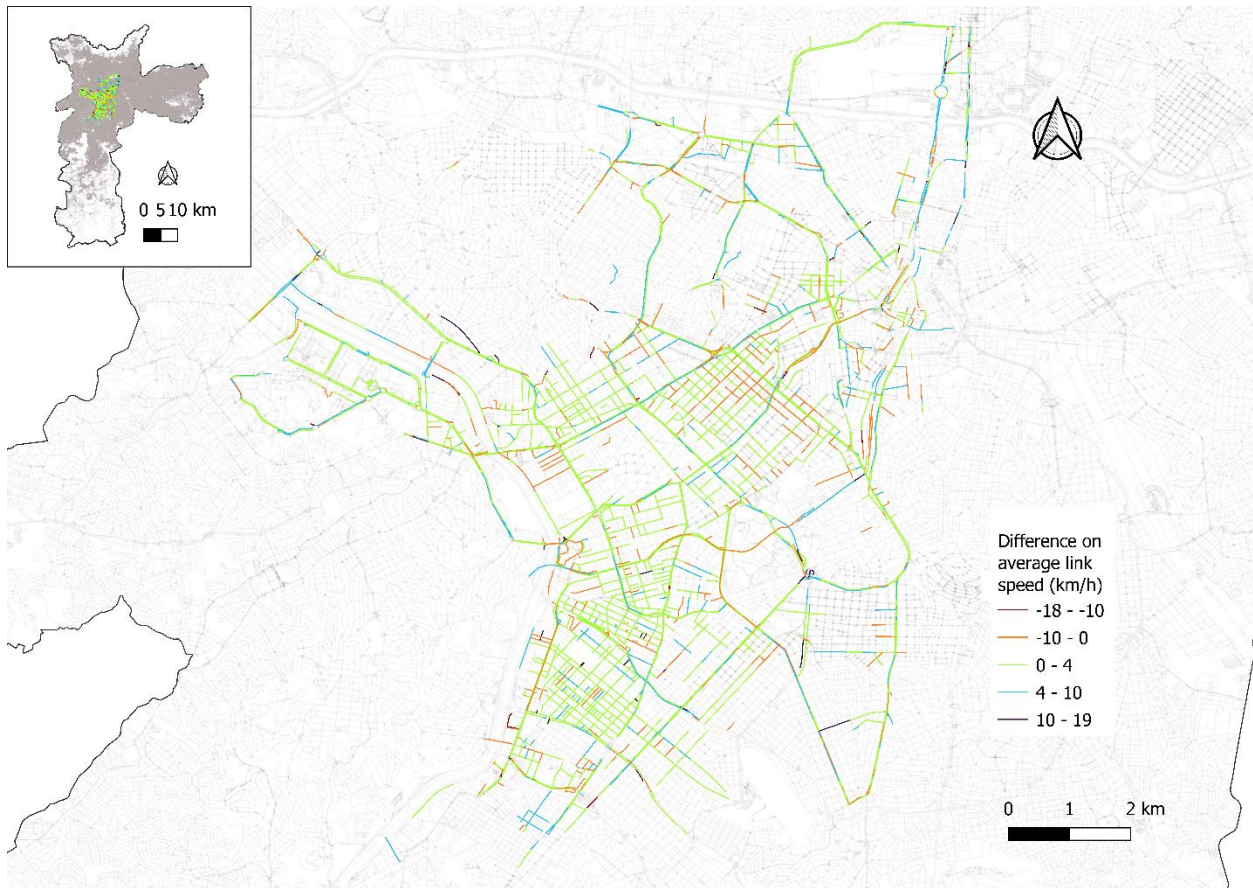 0 5 10 km
Difference on
average link
speed (km/h)
-18 - -10
-10 - 0
0 - 4
4 - 10
10 - 19
0 1 2 km